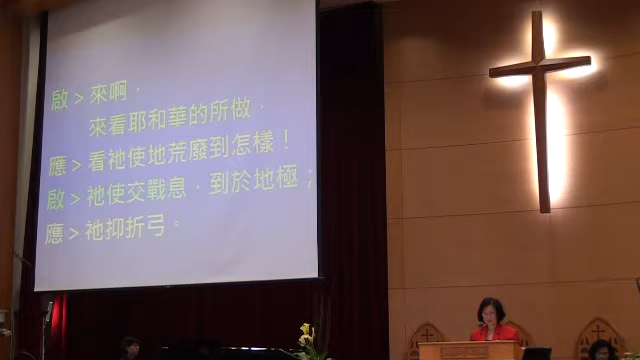 啟＞來啊，
來看耶和華的所做，
應＞看祂使地荒廢到怎樣！
啟＞祂使交戰息，到於地極；
應＞祂抑折弓。